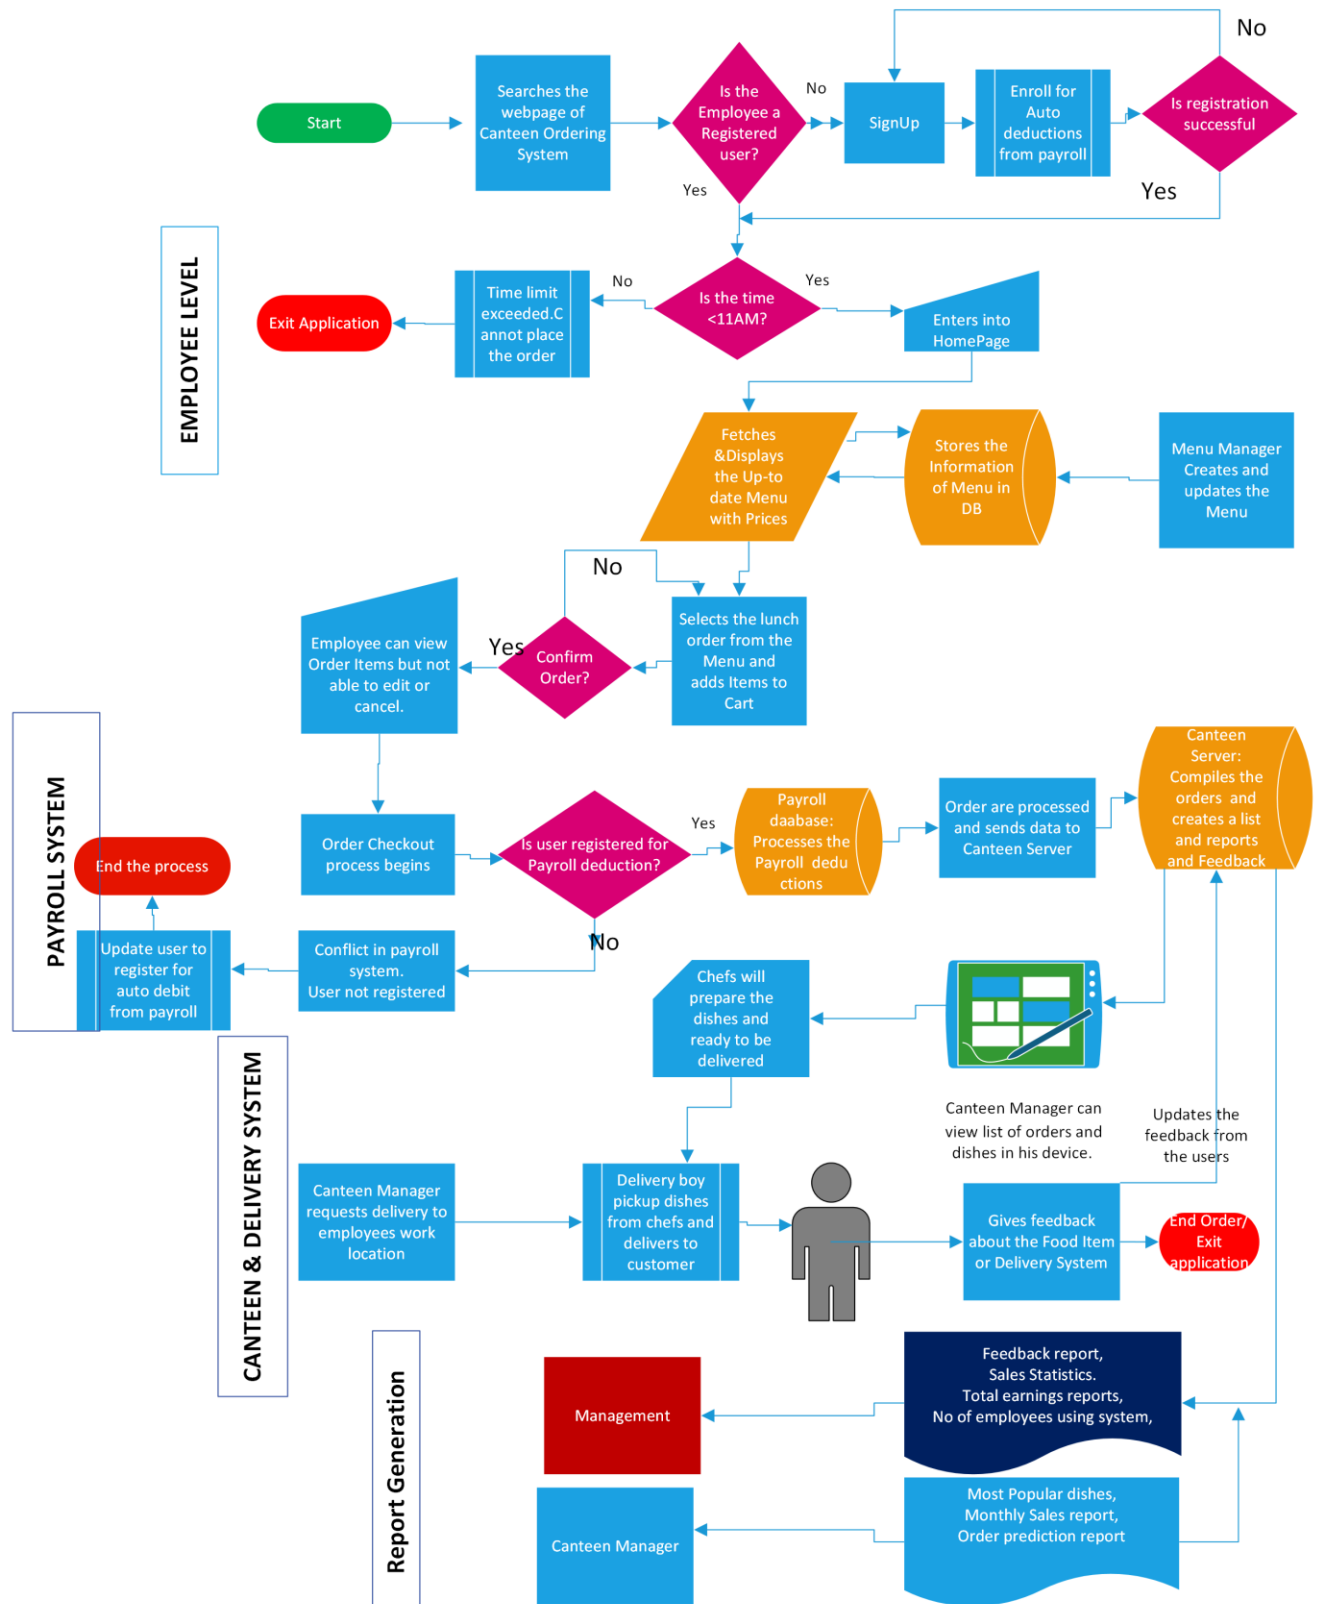 No
Start
Searches the
webpage of
Canteen Ordering
System
Is the
Employee a
Registered
user?
No
SignUp
Enroll for
Auto
deductions
from payroll
Is registration
successful
Yes
Yes
EMPLOYEE LEVEL
Exit Application
Time limit
exceeded.C
annot place
the order
No
Is the time
<11AM?
Yes
Enters into
HomePage
Fetches
&Displays
the Up-to
date Menu
with Prices
Stores the
Information
of Menu in
DB
Menu Manager
Creates and
updates the
Menu
No
Employee can view
Order Items but not
able to edit or
cancel.
Yes
Confirm
Order?
Selects the lunch
order from the
Menu and
adds Items to
Cart
PAYROLL SYSTEM
End the process
Order Checkout
process begins
Is user registered for
Payroll deduction?
Yes
Payroll
daabase:
Processes the
Payroll dedu
ctions
Order are processed
and sends data to
Canteen Server
Canteen
Server:
Compiles the
orders and
creates a list
and reports
and Feedback
Update user to
register for
auto debit
from payroll
Conflict in payroll
system.
User not registered
No
Chefs will
prepare the
dishes and
ready to be
delivered
Canteen Manager can
view list of orders and
dishes in his device.
Updates the
feedback from
the users
CANTEEN & DELIVERY SYSTEM
Canteen Manager
requests delivery to
employees work
location
Delivery boy
pickup dishes
from chefs and
delivers to
customer
Gives feedback
about the Food Item
or Delivery System
End Order/
Exit
application
Report Generation
Management
Feedback report,
Sales Statistics.
Total earnings reports,
No of employees using system,
Canteen Manager
Most Popular dishes,
Monthly Sales report,
Order prediction report